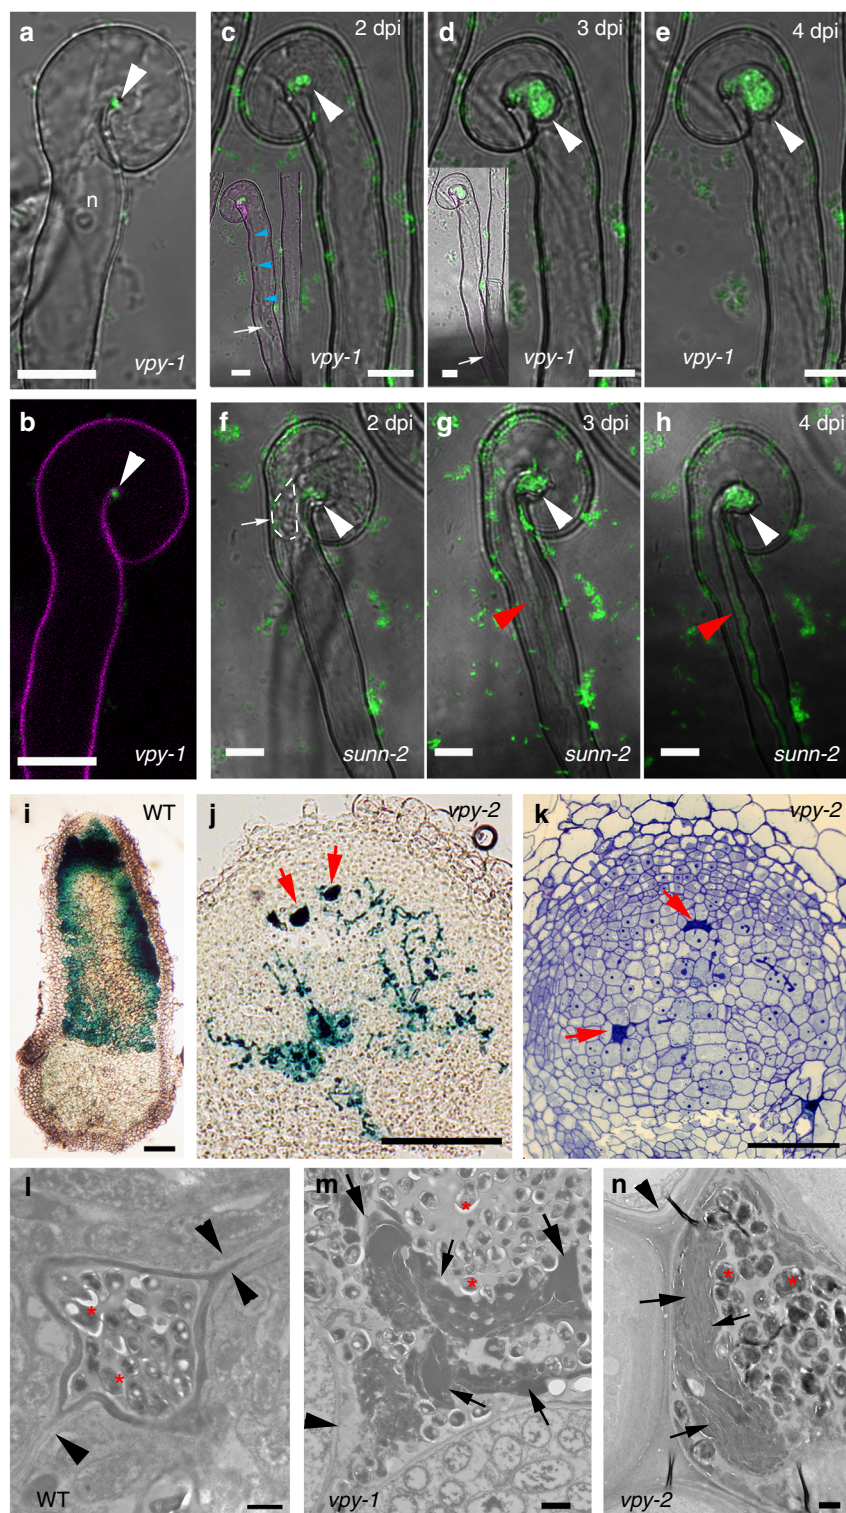 a
n
vpy-1
b
vpy-1
c 2 dpi
vpy-1
d 3 dpi
vpy-1
e 4 dpi
vpy-1
f 2 dpi
sunn-2
g 3 dpi
sunn-2
h 4 dpi
sunn-2
i WT
j vpy-2
k vpy-2
l
* *
WT
m
* *
vpy-1
n
* *
vpy-2